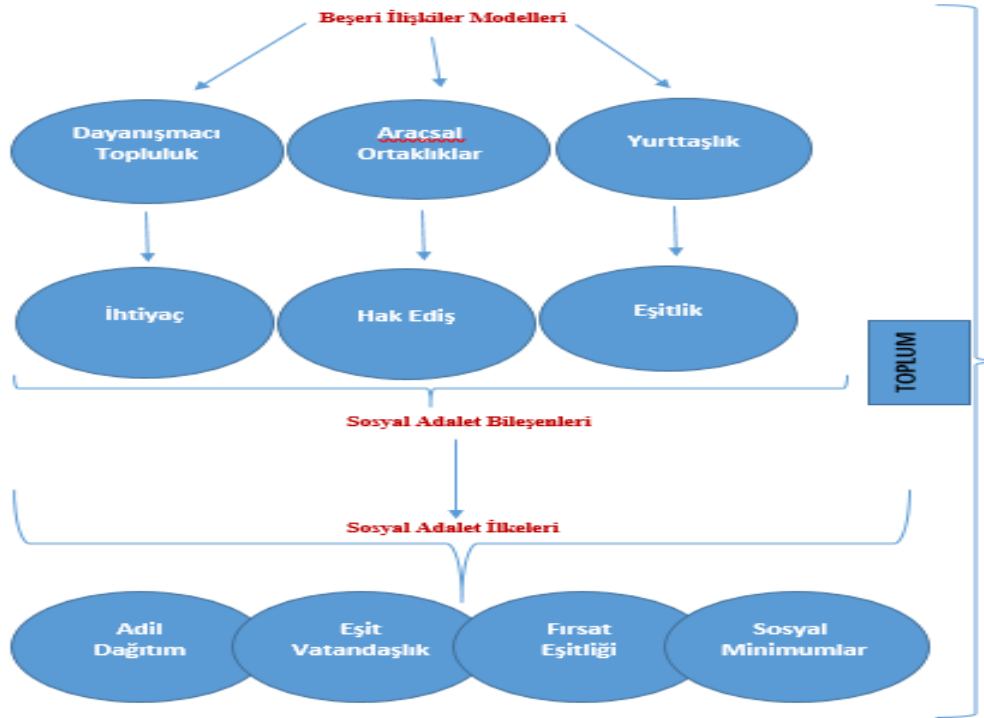 Beşeri İlişkiler Modelleri
Dayanışmacı
Topluluk
Araçsal
Ortaklıklar
Yurttaşlık
İhtiyaç
Hak Ediş
Eşitlik
TOPLUM
Sosyal Adalet Bileşenleri
Sosyal Adalet İlkeleri
Adil
Dağıtım
Eşit
Vatandaşlık
Fırsat
Eşitliği
Sosyal
Minimumlar